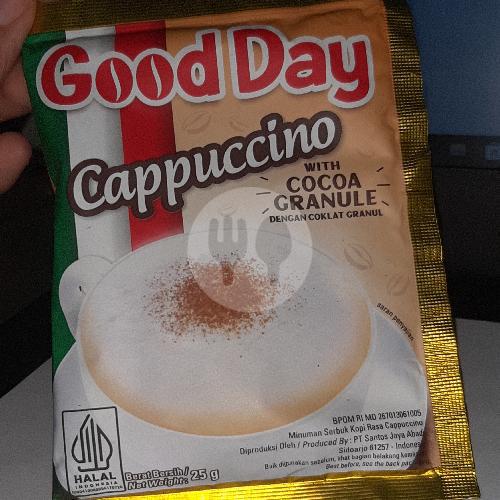 Good Day
Cappuccino
WITH
COCOA
GRANULE
DENGAN COKLAT GRANUL
saran penyajian
BPOM RI MD 267013061005
Minuman Serbuk Kopi Rasa Cappuccino
Diproduksi Oleh / Produced By: PT Santos Jaya Abadi
Sidoarjo 61257 - Indonesia
Baik digunakan sebelum, lihat bagian belakang
Best before, see the back
HALAL
INDONESIA
Berat Bersih/
Net Weight: 25 g